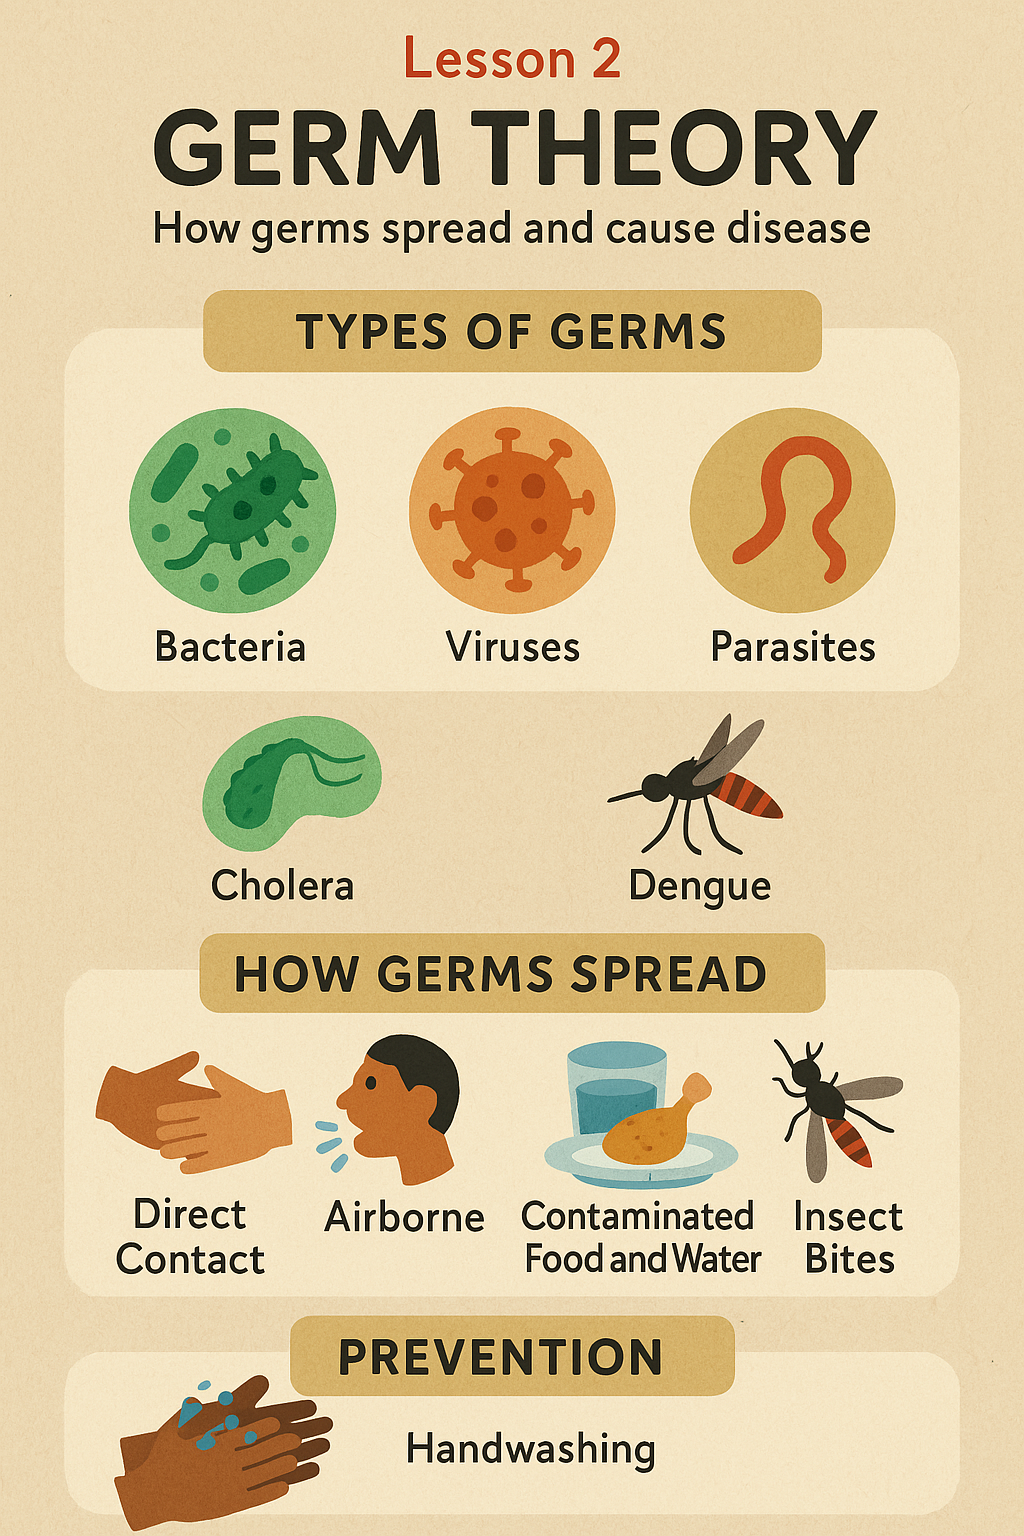 Lesson 2
GERM THEORY
How germs spread and cause disease
TYPES OF GERMS
Bacteria
Viruses
Parasites
Cholera
Dengue
HOW GERMS SPREAD
Direct
Contact
Airborne
Contaminated
Food and Water
Insect
Bites
PREVENTION
Handwashing